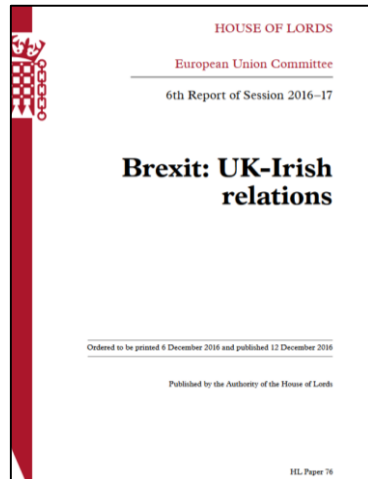 HOUSE OF LORDS
European Union Committee
6th Report of Session 2016–17
Brexit: UK-Irish
relations
Ordered to be printed 6 December 2016 and published 12 December 2016
Published by the Authority of the House of Lords
HL Paper 76